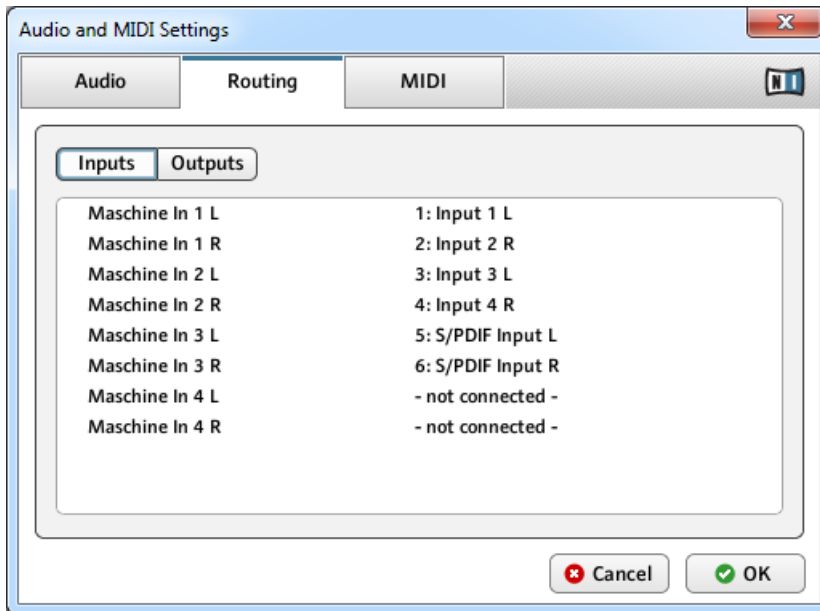 Audio and MIDI Settings
Audio Routing MIDI
NI
Inputs Outputs
Maschine In 1 L 1: Input 1 L
Maschine In 1 R 2: Input 2 R
Maschine In 2 L 3: Input 3 L
Maschine In 2 R 4: Input 4 R
Maschine In 3 L 5: S/PDIF Input L
Maschine In 3 R 6: S/PDIF Input R
Maschine In 4 L - not connected -
Maschine In 4 R - not connected -
Cancel OK